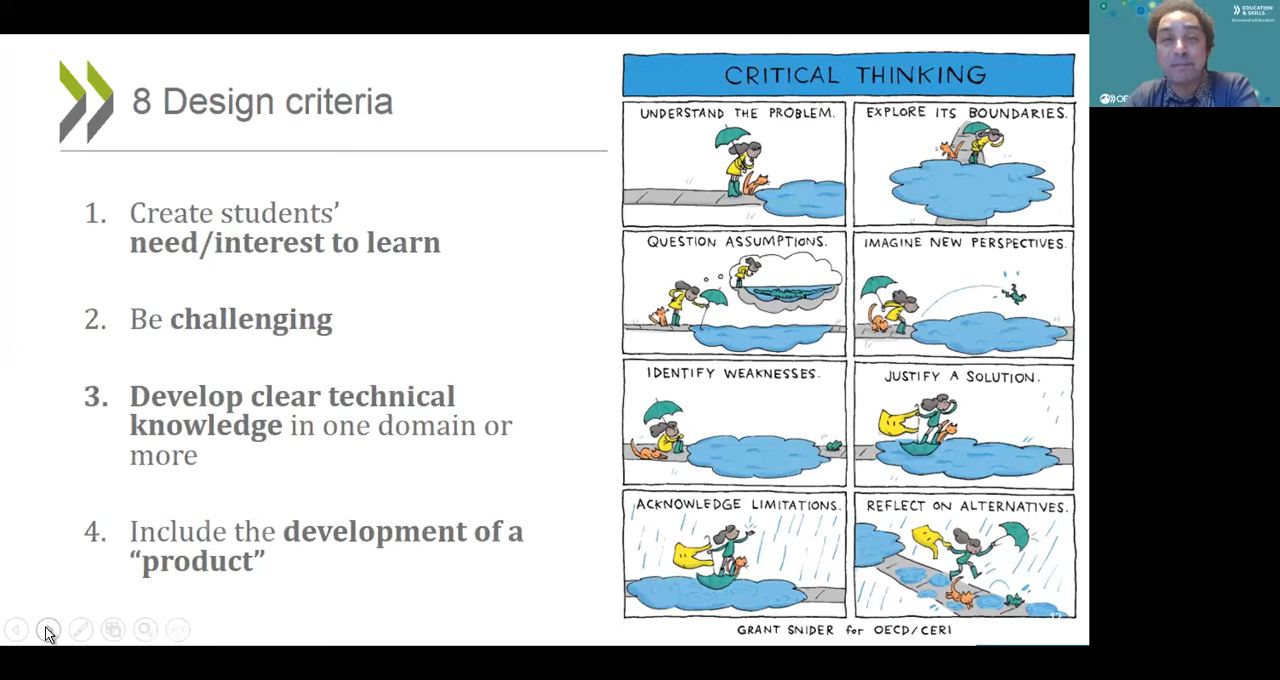 8 Design criteria
1. Create students’
need/interest to learn
2. Be challenging
3. Develop clear technical
knowledge in one domain or
more
4. Include the development of a
“product”
CRITICAL THINKING
UNDERSTAND THE PROBLEM.
EXPLORE ITS BOUNDARIES.
QUESTION ASSUMPTIONS.
IMAGINE NEW PERSPECTIVES.
IDENTIFY WEAKNESSES.
JUSTIFY A SOLUTION.
ACKNOWLEDGE LIMITATIONS.
REFLECT ON ALTERNATIVES.
GRANT SNIDER for OECD/CERI
EDUCATION
& SKILLS